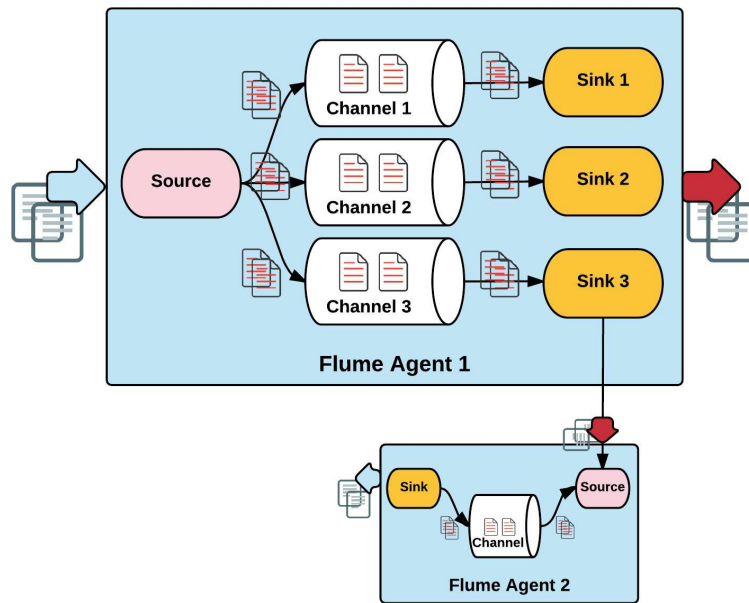 Channel 1
Sink 1
Source
Channel 2
Sink 2
Channel 3
Sink 3
Flume Agent 1
Sink
Source
Channel
Flume Agent 2